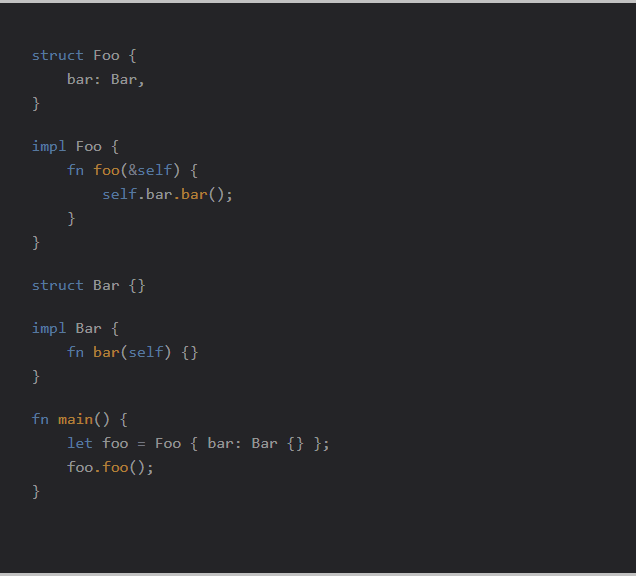 struct Foo {
    bar: Bar,
}
impl Foo {
    fn foo(&self) {
        self.bar.bar();
    }
}
struct Bar {}
impl Bar {
    fn bar(self) {}
}
fn main() {
    let foo = Foo { bar: Bar {} };
    foo.foo();
}